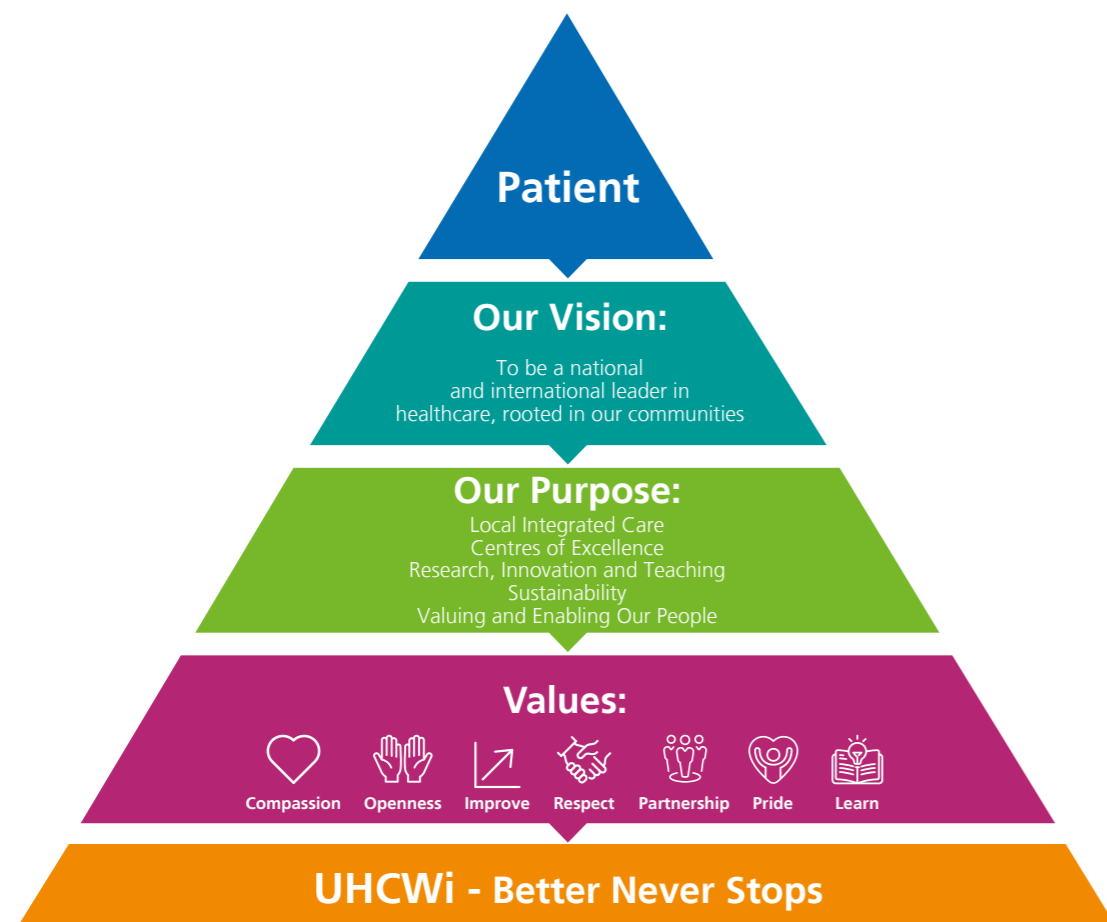 Patient
Our Vision:
To be a national
and international leader in
healthcare, rooted in our communities
Our Purpose:
Local Integrated Care
Centres of Excellence
Research, Innovation and Teaching
Sustainability
Valuing and Enabling Our People
Values:
Compassion Openness Improve Respect Partnership Pride Learn
UHCWi - Better Never Stops